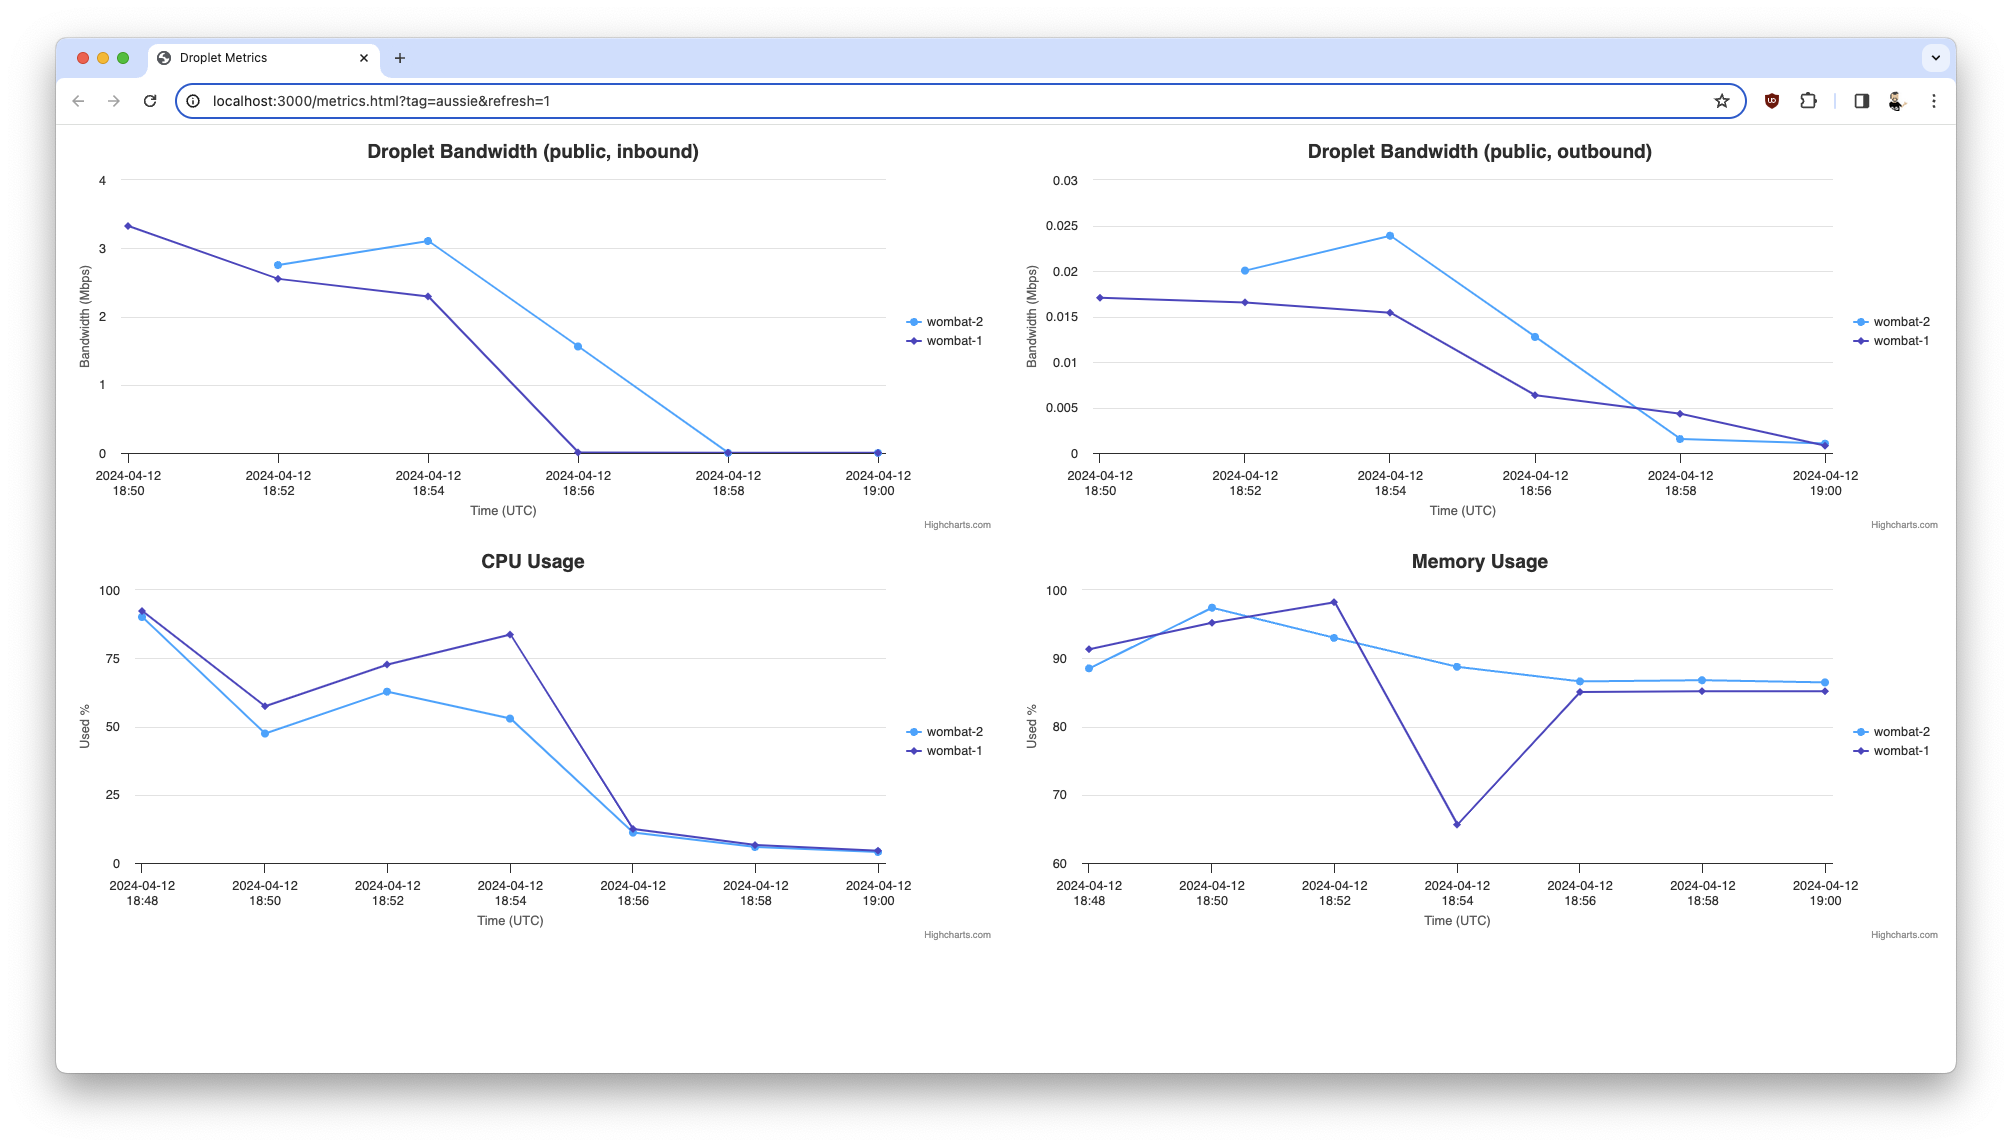 Droplet Metrics
localhost:3000/metrics.html?tag=aussie&refresh=1
Droplet Bandwidth (public, inbound)
4
3
2
1
0
Bandwidth (Mbps)
2024-04-12 2024-04-12 2024-04-12 2024-04-12 2024-04-12 2024-04-12
18:50 18:52 18:54 18:56 18:58 19:00
Time (UTC)
wombat-2
wombat-1
Highcharts.com
Droplet Bandwidth (public, outbound)
0.03
0.025
0.02
0.015
0.01
0.005
0
Bandwidth (Mbps)
2024-04-12 2024-04-12 2024-04-12 2024-04-12 2024-04-12 2024-04-12
18:50 18:52 18:54 18:56 18:58 19:00
Time (UTC)
wombat-2
wombat-1
Highcharts.com
CPU Usage
100
75
50
25
0
Used %
2024-04-12 2024-04-12 2024-04-12 2024-04-12 2024-04-12 2024-04-12 2024-04-12
18:48 18:50 18:52 18:54 18:56 18:58 19:00
Time (UTC)
wombat-2
wombat-1
Highcharts.com
Memory Usage
100
90
80
70
60
Used %
2024-04-12 2024-04-12 2024-04-12 2024-04-12 2024-04-12 2024-04-12 2024-04-12
18:48 18:50 18:52 18:54 18:56 18:58 19:00
Time (UTC)
wombat-2
wombat-1
Highcharts.com